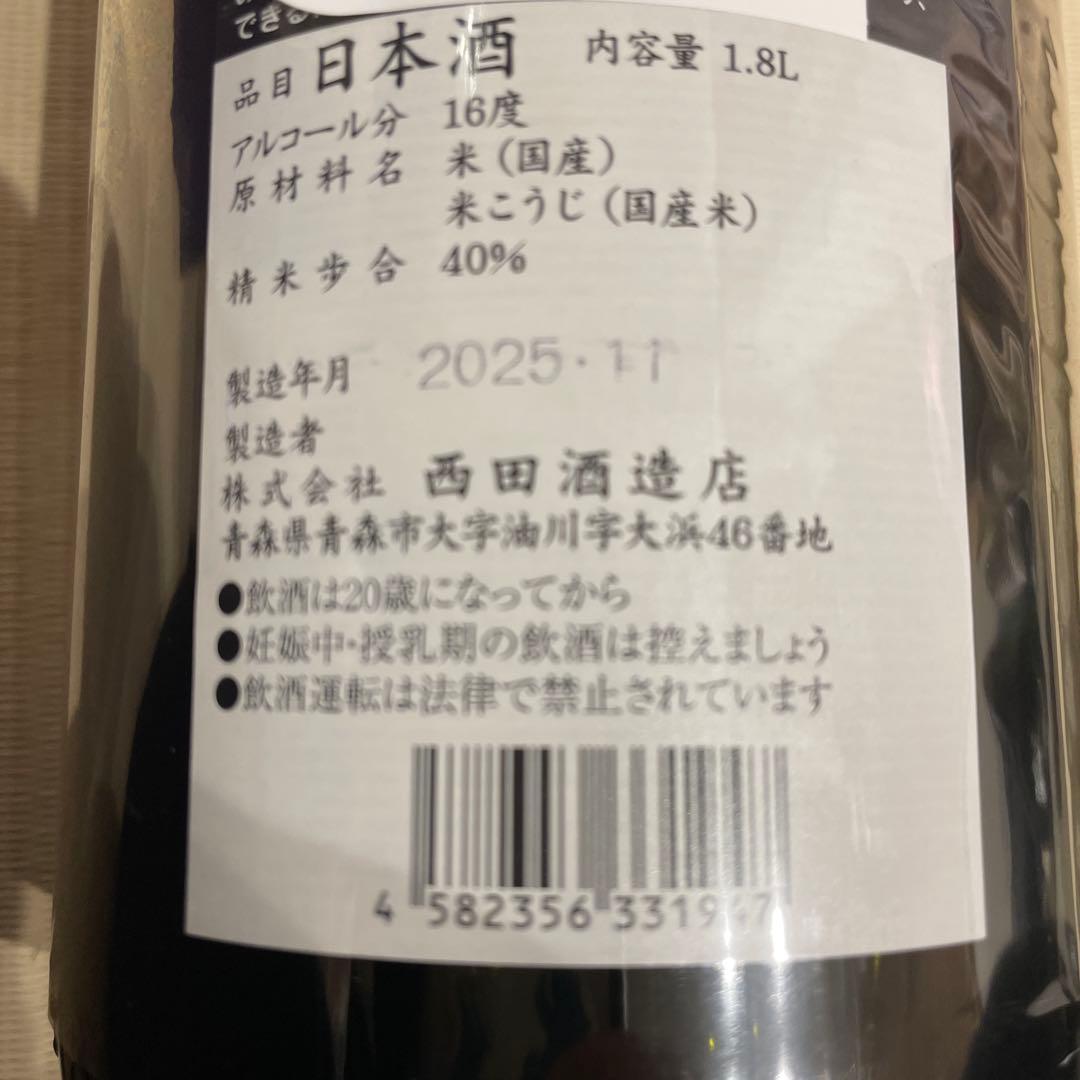 できる
品目 日本酒 内容量 1.8L
アルコール分 16度
原材料名 米(国産)
米こうじ(国産米)
精米歩合 40%
製造年月 2025・11
製造者
株式会社 西田酒造店
青森県青森市大字油川字大浜46番地
●飲酒は20歳になってから
●妊娠中・授乳期の飲酒は控えましょう
●飲酒運転は法律で禁止されています
4 582356 331947